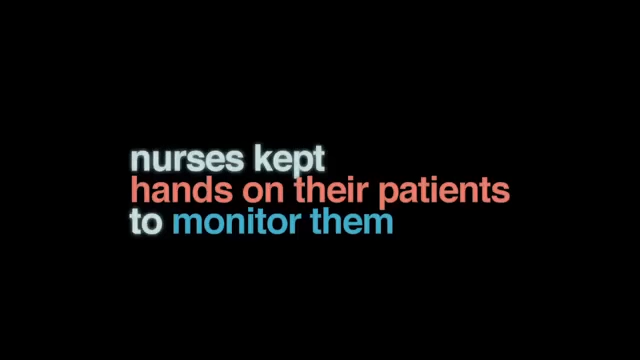 nurses kept
hands on their patients
to monitor them